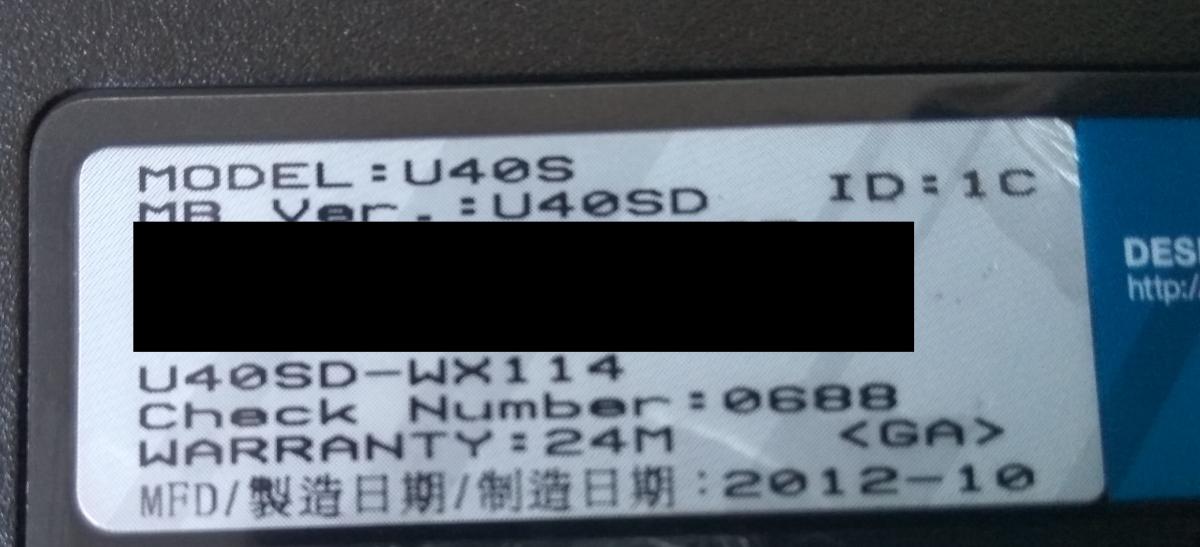 MODEL:U40S
ID:1C
MB Ver.:U40SD
U40SD-WX114
Check Number:0688
WARRANTY:24M <GA>
MFD/製造日期/制造日期:2012-10
http:/